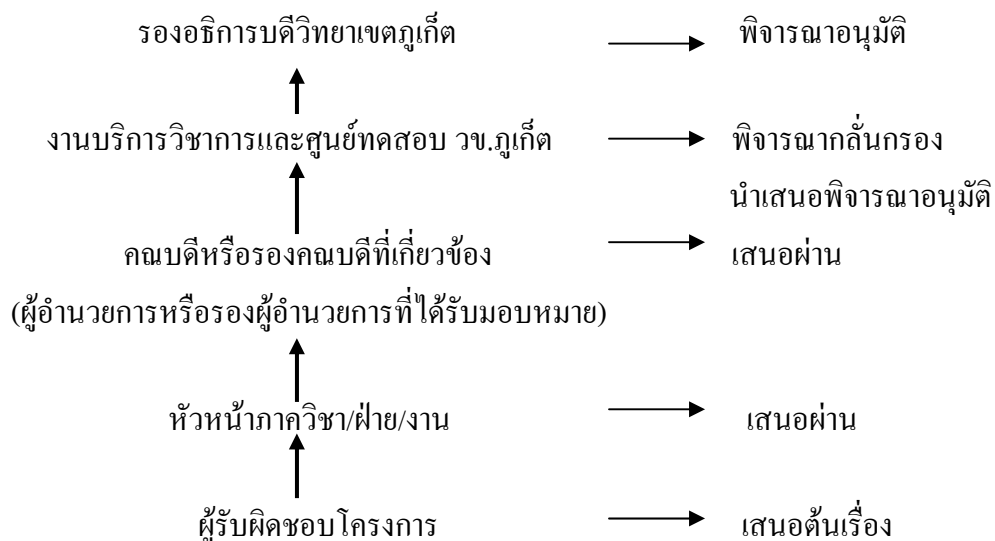 รองอธิการบดีวิทยาเขตภูเก็ต พิจารณาอนุมัติ
งานบริการวิชาการและศูนย์ทดสอบ วข.ภูเก็ต พิจารณากลั่นกรอง
นำเสนอพิจารณาอนุมัติ
คณบดีหรือรองคณบดีที่เกี่ยวข้อง เสนอผ่าน
(ผู้อำนวยการหรือรองผู้อำนวยการที่ได้รับมอบหมาย)
หัวหน้าภาควิชา/ฝ่าย/งาน เสนอผ่าน
ผู้รับผิดชอบโครงการ เสนอต้นเรื่อง